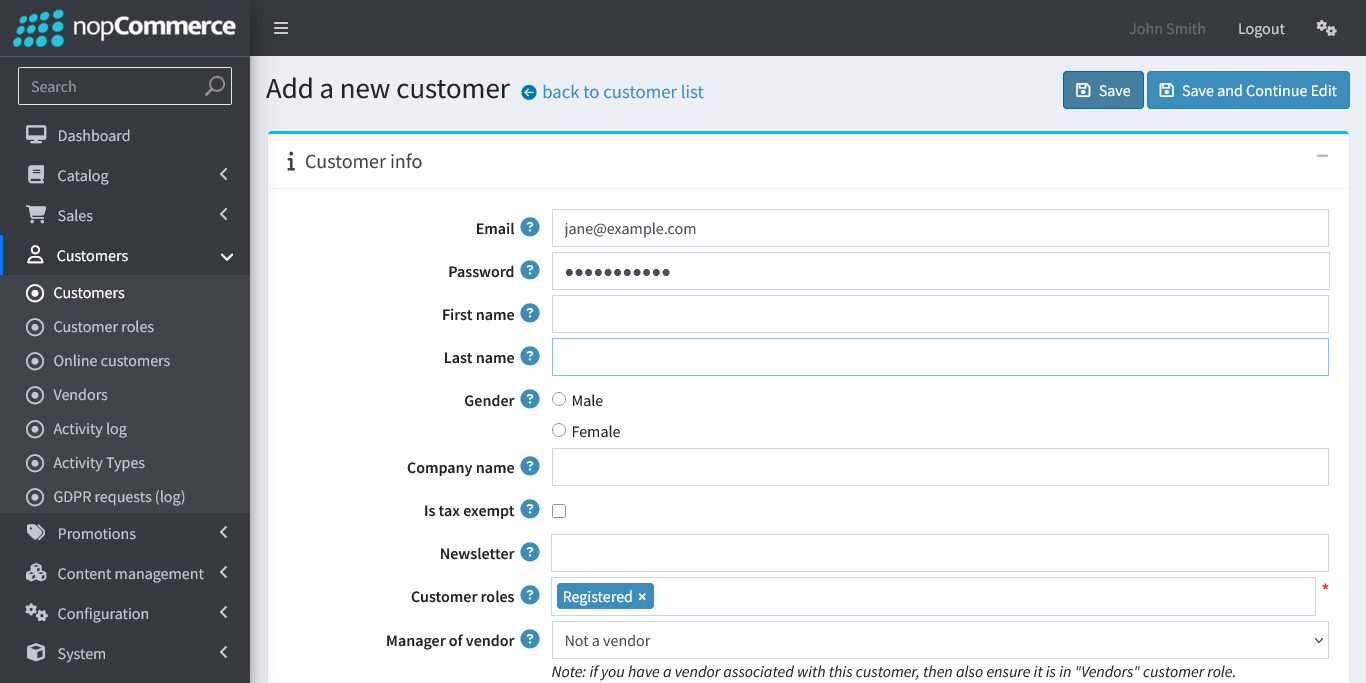 nopCommerce
John Smith
Logout
Search
Add a new customer
back to customer list
Save
Save and Continue Edit
Dashboard
Catalog
Sales
Customers
Customers
Customer roles
Online customers
Vendors
Activity log
Activity Types
GDPR requests (log)
Promotions
Content management
Configuration
System
Customer info
Email ? jane@example.com
Password ? ●●●●●●●●●●●
First name ?
Last name ?
Gender ? Male
Female
Company name ?
Is tax exempt ?
Newsletter ?
Customer roles ? Registered × *
Manager of vendor ? Not a vendor
Note: if you have a vendor associated with this customer, then also ensure it is in "Vendors" customer role.